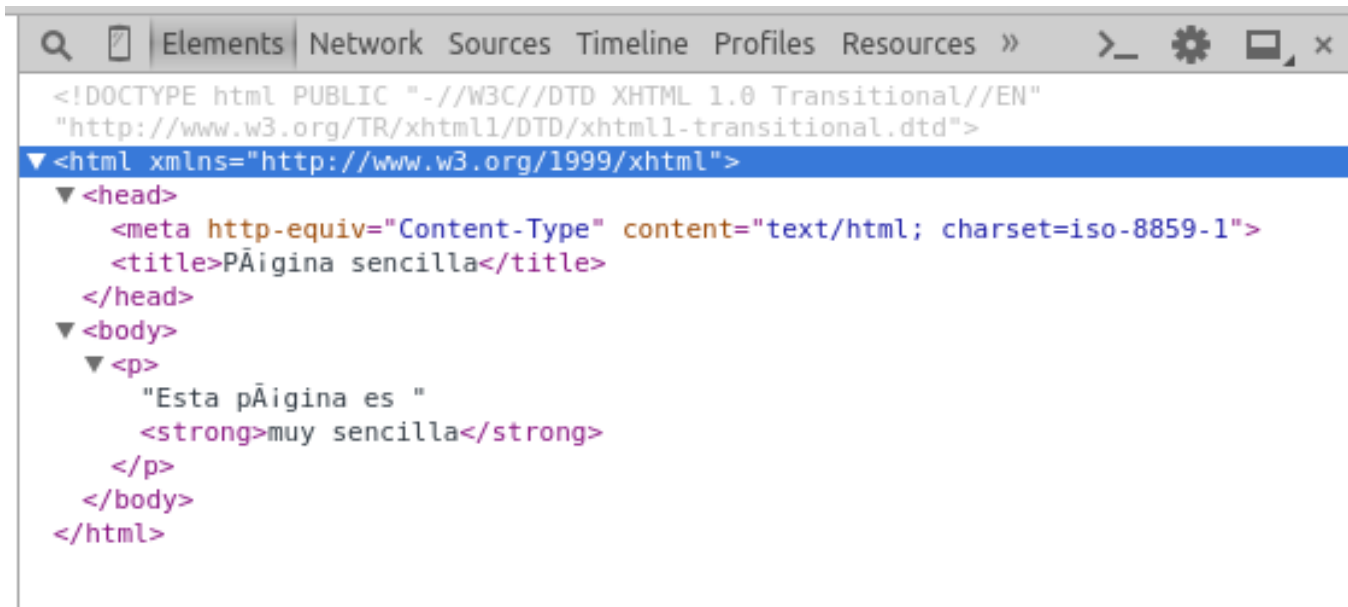 Elements Network Sources Timeline Profiles Resources »
<!DOCTYPE html PUBLIC "-//W3C//DTD XHTML 1.0 Transitional//EN"
"http://www.w3.org/TR/xhtml1/DTD/xhtml1-transitional.dtd">
<html xmlns="http://www.w3.org/1999/xhtml">
<head>
<meta http-equiv="Content-Type" content="text/html; charset=iso-8859-1">
<title>PÃ¡gina sencilla</title>
</head>
<body>
<p>
"Esta pÃ¡gina es "
<strong>muy sencilla</strong>
</p>
</body>
</html>